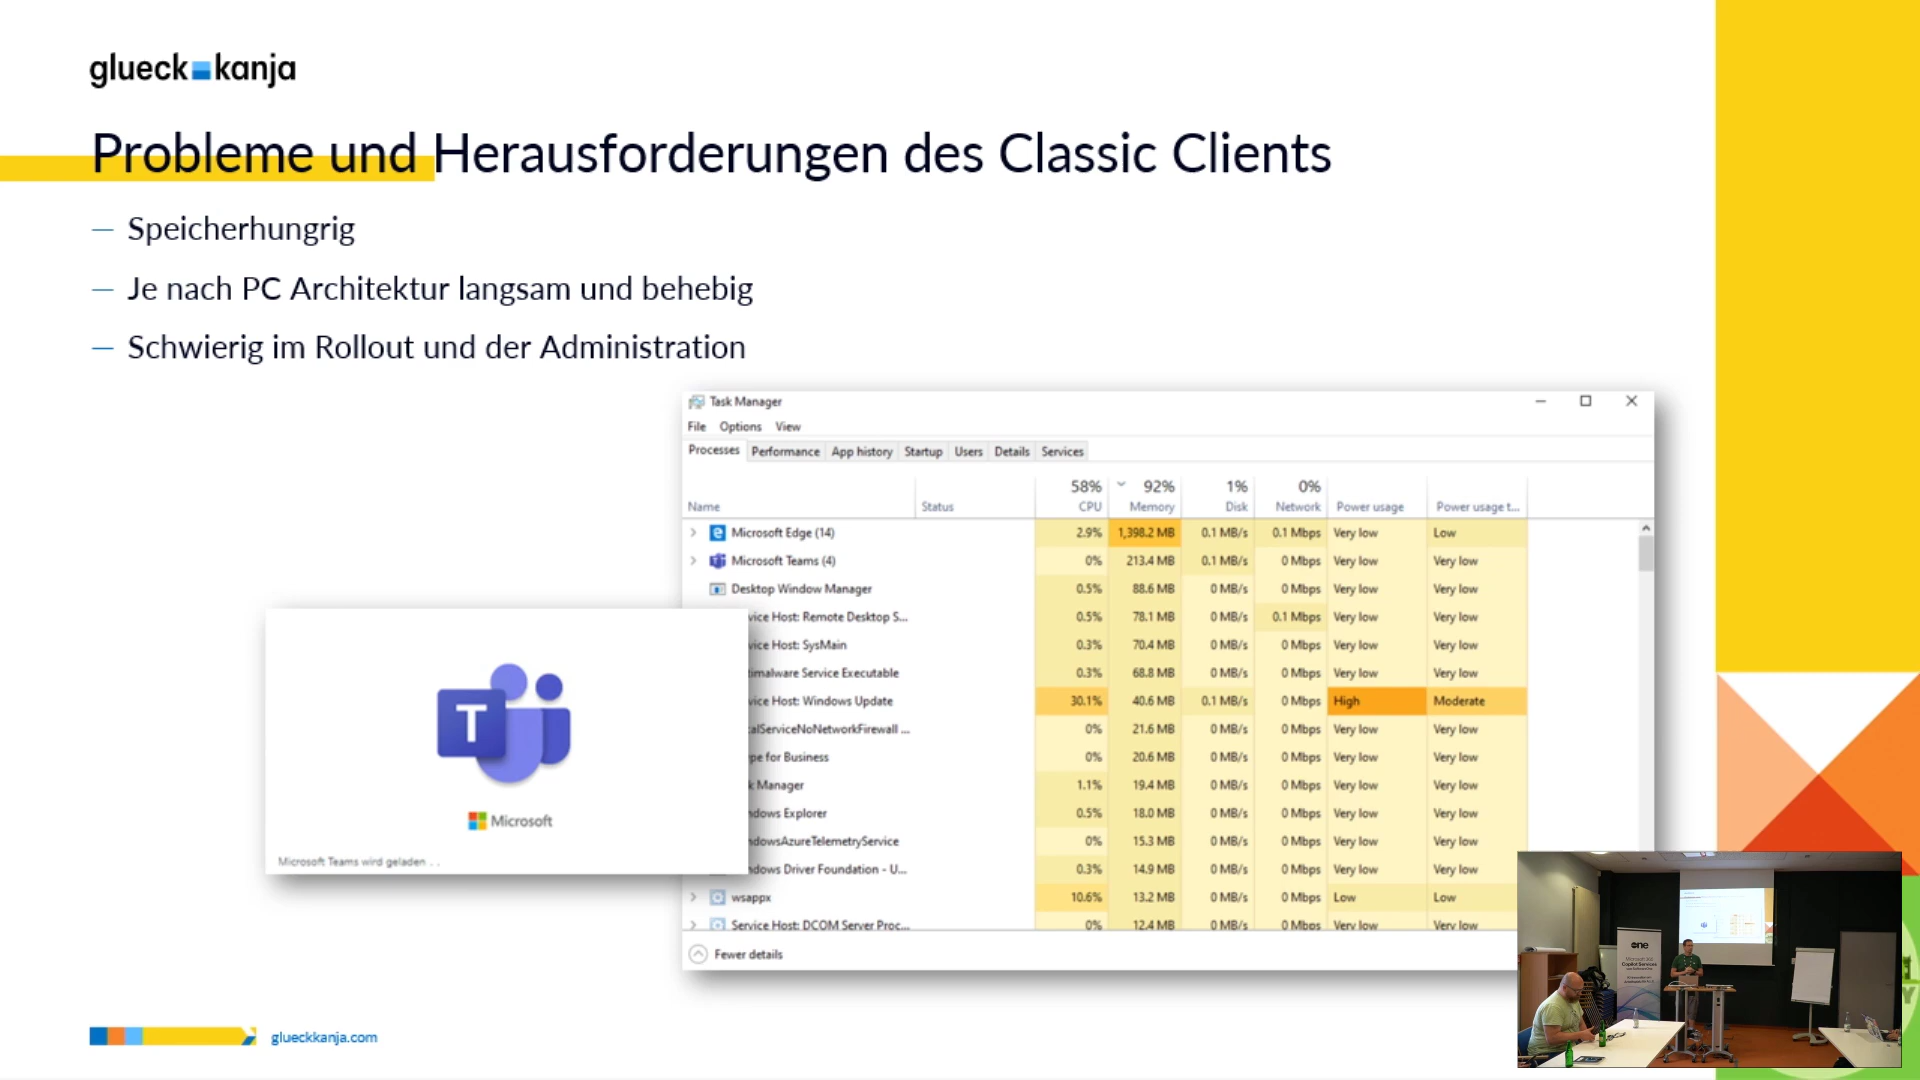 glueck kanja
Probleme und Herausforderungen des Classic Clients
— Speicherhungrig
— Je nach PC Architektur langsam und behebig
— Schwierig im Rollout und der Administration
Task Manager
File Options View
Processes Performance App history Startup Users Details Services
58% 92% 1% 0%
Name Status CPU Memory Disk Network Power usage Power usage t...
Microsoft Edge (14) 2.9% 1,398.2 MB 0.1 MB/s 0.1 Mbps Very low Low
Microsoft Teams (4) 0% 213.4 MB 0.1 MB/s 0 Mbps Very low Very low
Desktop Window Manager 0.5% 88.6 MB 0 MB/s 0 Mbps Very low Very low
vice Host: Remote Desktop S... 0.5% 78.1 MB 0 MB/s 0.1 Mbps Very low Very low
vice Host: SysMain 0.3% 70.4 MB 0 MB/s 0 Mbps Very low Very low
timalware Service Executable 0.3% 68.8 MB 0 MB/s 0 Mbps Very low Very low
vice Host: Windows Update 30.1% 40.6 MB 0.1 MB/s 0 Mbps High Moderate
calServiceNoNetworkFirewall ... 0% 21.6 MB 0 MB/s 0 Mbps Very low Very low
pe for Business 0% 20.6 MB 0 MB/s 0 Mbps Very low Very low
k Manager 1.1% 19.4 MB 0 MB/s 0 Mbps Very low Very low
ndows Explorer 0.5% 18.0 MB 0 MB/s 0 Mbps Very low Very low
ndowsAzureTelemetryService 0% 15.3 MB 0 MB/s 0 Mbps Very low Very low
ndows Driver Foundation - U... 0.3% 14.9 MB 0 MB/s 0 Mbps Very low Very low
wsappx 10.6% 13.2 MB 0 MB/s 0 Mbps Low Low
Service Host: DCOM Server Proc... 0% 12.4 MB 0 MB/s 0 Mbps Very low Very low
Fewer details
T
Microsoft
Microsoft Teams wird geladen . .
one
Microsoft 365
Copilot Services
glueckkanja.com